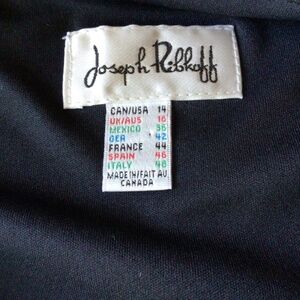 Joseph Ribkoff
CAN/USA 14
UK/AUS 16
MEXICO 36
GER 42
FRANCE 44
SPAIN 46
ITALY 48
MADE IN/FAIT AU
CANADA